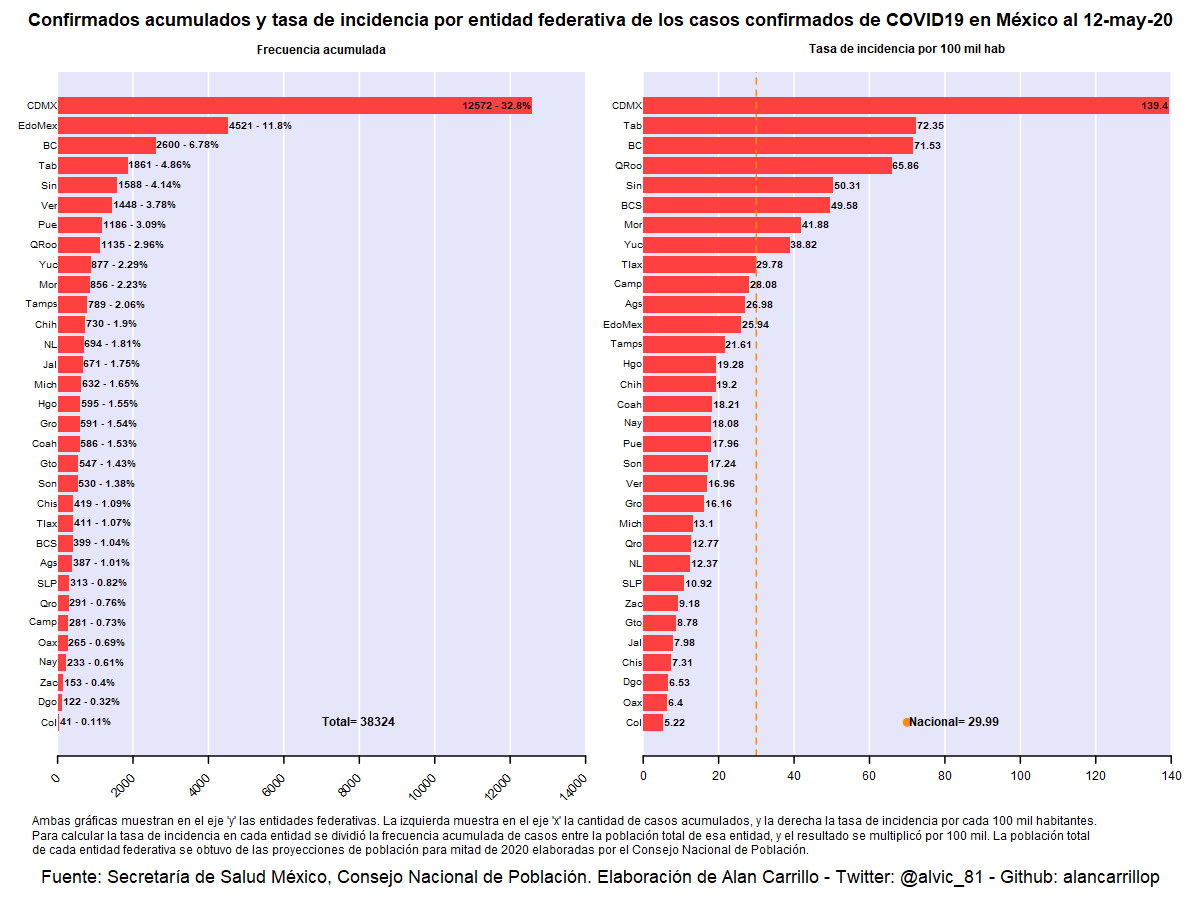 Confirmados acumulados y tasa de incidencia por entidad federativa de los casos confirmados de COVID19 en México al 12-may-20
Frecuencia acumulada
CDMX 12572 - 32.8%
EdoMex 4521 - 11.8%
BC 2600 - 6.78%
Tab 1861 - 4.86%
Sin 1588 - 4.14%
Ver 1448 - 3.78%
Pue 1186 - 3.09%
QRoo 1135 - 2.96%
Yuc 877 - 2.29%
Mor 856 - 2.23%
Tamps 789 - 2.06%
Chih 730 - 1.9%
NL 694 - 1.81%
Jal 671 - 1.75%
Mich 632 - 1.65%
Hgo 595 - 1.55%
Gro 591 - 1.54%
Coah 586 - 1.53%
Gto 547 - 1.43%
Son 530 - 1.38%
Chis 419 - 1.09%
Tlax 411 - 1.07%
BCS 399 - 1.04%
Ags 387 - 1.01%
SLP 313 - 0.82%
Qro 291 - 0.76%
Camp 281 - 0.73%
Oax 265 - 0.69%
Nay 233 - 0.61%
Zac 153 - 0.4%
Dgo 122 - 0.32%
Col 41 - 0.11%
Total= 38324
0 2000 4000 6000 8000 10000 12000 14000
Tasa de incidencia por 100 mil hab
CDMX 139.4
Tab 72.35
BC 71.53
QRoo 65.86
Sin 50.31
BCS 49.58
Mor 41.88
Yuc 38.82
Tlax 29.78
Camp 28.08
Ags 26.98
EdoMex 25.94
Tamps 21.61
Hgo 19.28
Chih 19.2
Coah 18.21
Nay 18.08
Pue 17.96
Son 17.24
Ver 16.96
Gro 16.16
Mich 13.1
Qro 12.77
NL 12.37
SLP 10.92
Zac 9.18
Gto 8.78
Jal 7.98
Chis 7.31
Dgo 6.53
Oax 6.4
Col 5.22
Nacional= 29.99
0 20 40 60 80 100 120 140
Ambas gráficas muestran en el eje 'y' las entidades federativas. La izquierda muestra en el eje 'x' la cantidad de casos acumulados, y la derecha la tasa de incidencia por cada 100 mil habitantes.
Para calcular la tasa de incidencia en cada entidad se dividió la frecuencia acumulada de casos entre la población total de esa entidad, y el resultado se multiplicó por 100 mil. La población total
de cada entidad federativa se obtuvo de las proyecciones de población para mitad de 2020 elaboradas por el Consejo Nacional de Población.
Fuente: Secretaría de Salud México, Consejo Nacional de Población. Elaboración de Alan Carrillo - Twitter: @alvic_81 - Github: alancarrillop